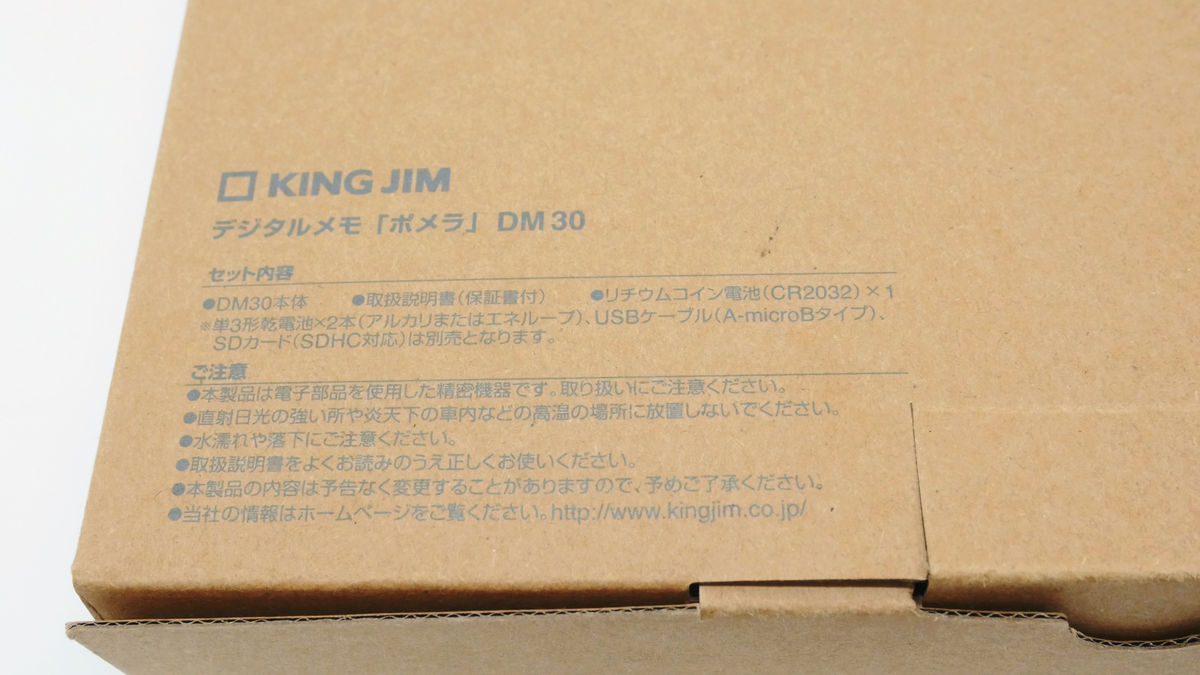 KING JIM
デジタルメモ「ポメラ」 DM30
セット内容
●DM30本体 ●取扱説明書(保証書付) ●リチウムコイン電池(CR2032)×1
※単3形乾電池×2本(アルカリまたはエネループ)、USBケーブル(A-microBタイプ)、
SDカード(SDHC対応)は別売となります。
ご注意
●本製品は電子部品を使用した精密機器です。取り扱いにご注意ください。
●直射日光の強い所や炎天下の車内などの高温の場所に放置しないでください。
●水濡れや落下にご注意ください。
●取扱説明書をよくお読みのうえ正しくお使いください。
●本製品の内容は予告なく変更することがありますので、予めご了承ください。
●当社の情報はホームページをご覧ください。http://www.kingjim.co.jp/